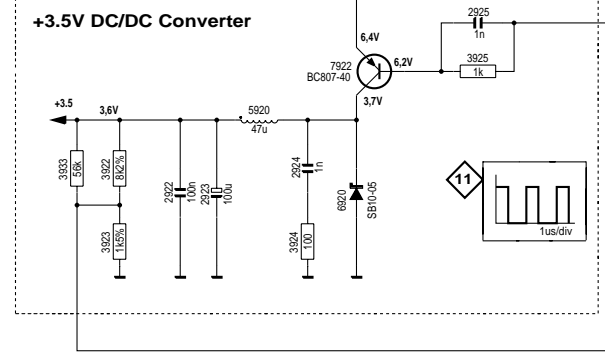 +3.5V DC/DC Converter
2925
1n
6,4V
7922
BC807-40
6,2V
3925
1k
3,7V
+3.5
3,6V
5920
47u
3933
56k
3922
8k2%
2922
100n
2923
100u
2924
1n
6920
SB10-05
11
3923
1k5%
3924
100
1us/div